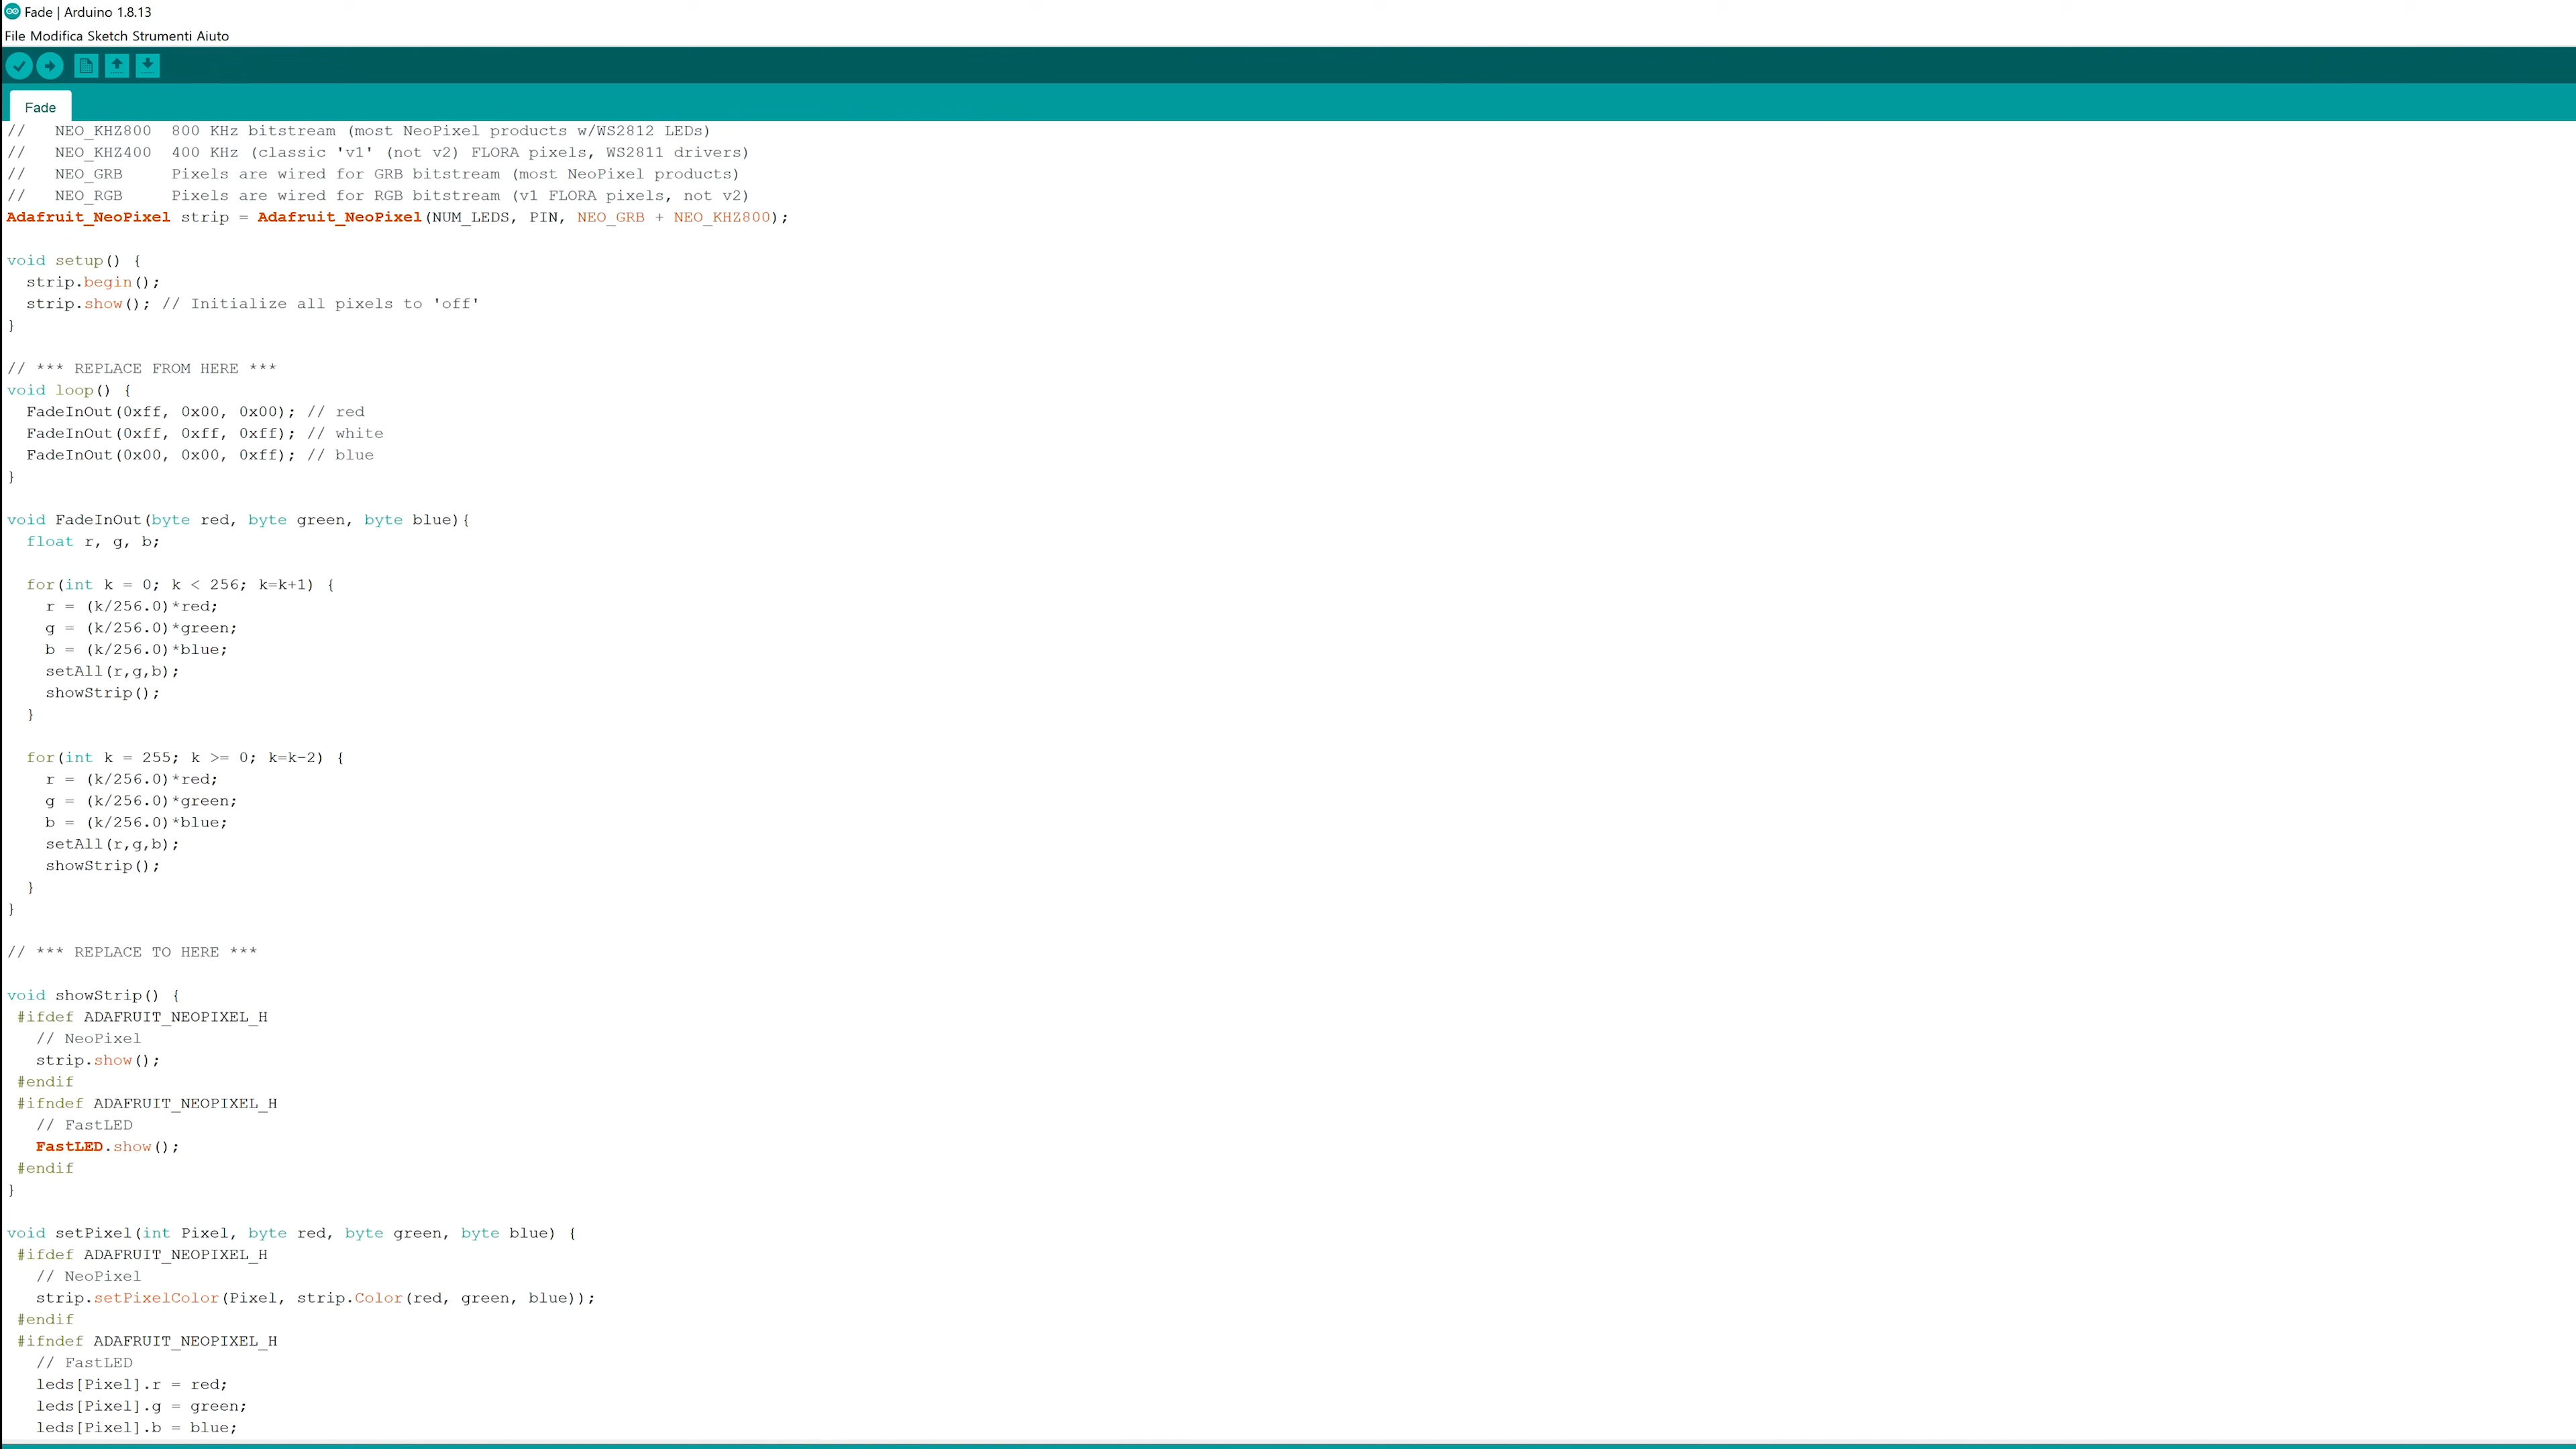 Fade | Arduino 1.8.13
File Modifica Sketch Strumenti Aiuto
Fade
//   NEO_KHZ800  800 KHz bitstream (most NeoPixel products w/WS2812 LEDs)
//   NEO_KHZ400  400 KHz (classic 'v1' (not v2) FLORA pixels, WS2811 drivers)
//   NEO_GRB     Pixels are wired for GRB bitstream (most NeoPixel products)
//   NEO_RGB     Pixels are wired for RGB bitstream (v1 FLORA pixels, not v2)
Adafruit_NeoPixel strip = Adafruit_NeoPixel(NUM_LEDS, PIN, NEO_GRB + NEO_KHZ800);
void setup() {
  strip.begin();
  strip.show(); // Initialize all pixels to 'off'
}
// *** REPLACE FROM HERE ***
void loop() {
  FadeInOut(0xff, 0x00, 0x00); // red
  FadeInOut(0xff, 0xff, 0xff); // white
  FadeInOut(0x00, 0x00, 0xff); // blue
}
void FadeInOut(byte red, byte green, byte blue){
  float r, g, b;
  for(int k = 0; k < 256; k=k+1) {
    r = (k/256.0)*red;
    g = (k/256.0)*green;
    b = (k/256.0)*blue;
    setAll(r,g,b);
    showStrip();
  }
  for(int k = 255; k >= 0; k=k-2) {
    r = (k/256.0)*red;
    g = (k/256.0)*green;
    b = (k/256.0)*blue;
    setAll(r,g,b);
    showStrip();
  }
}
// *** REPLACE TO HERE ***
void showStrip() {
 #ifdef ADAFRUIT_NEOPIXEL_H
   // NeoPixel
   strip.show();
 #endif
 #ifndef ADAFRUIT_NEOPIXEL_H
   // FastLED
   FastLED.show();
 #endif
}
void setPixel(int Pixel, byte red, byte green, byte blue) {
 #ifdef ADAFRUIT_NEOPIXEL_H
   // NeoPixel
   strip.setPixelColor(Pixel, strip.Color(red, green, blue));
 #endif
 #ifndef ADAFRUIT_NEOPIXEL_H
   // FastLED
   leds[Pixel].r = red;
   leds[Pixel].g = green;
   leds[Pixel].b = blue;